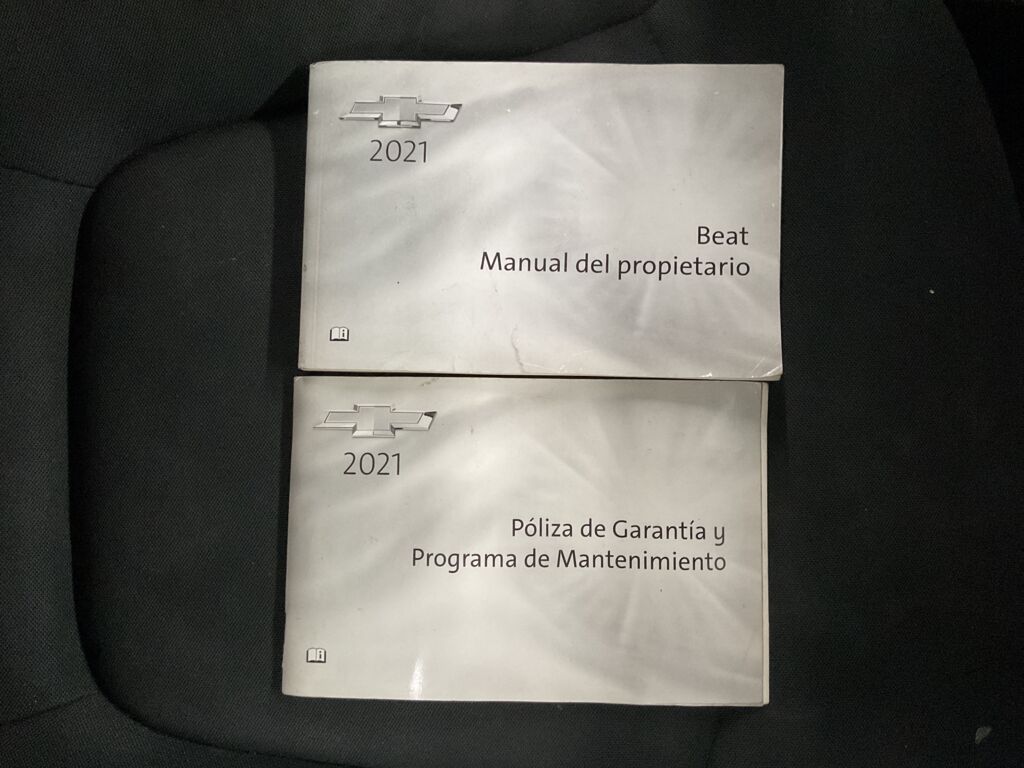 2021
Beat
Manual del propietario
2021
Póliza de Garantía y
Programa de Mantenimiento